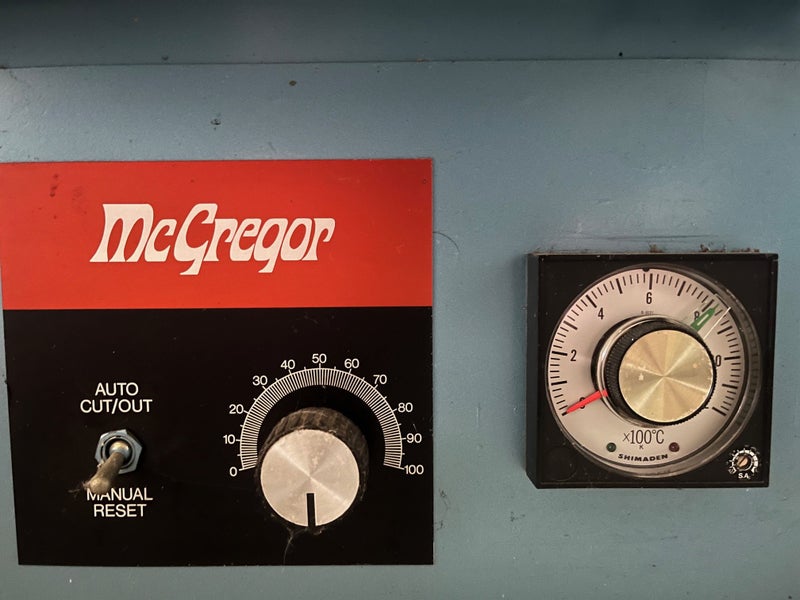 McGregor
AUTO
CUT/OUT
MANUAL
RESET
0
10
20
30
40
50
60
70
80
90
100
2
4
6
8
×100°C
K
SHIMADEN
S.A.